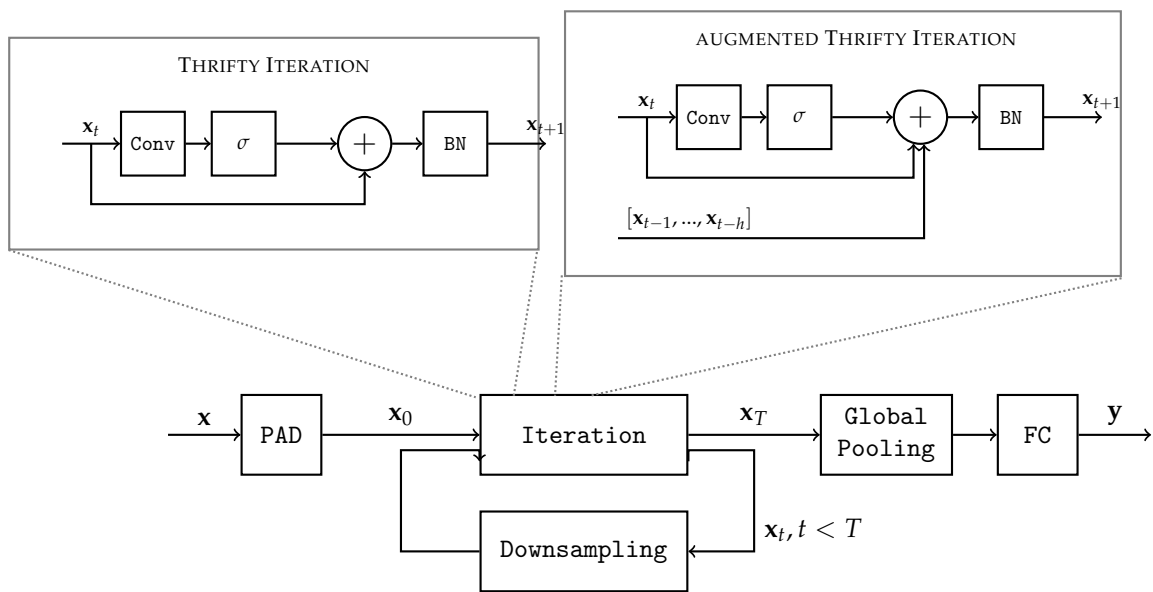 THRIFTY ITERATION
x_t
Conv
σ
+
BN
x_{t+1}
AUGMENTED THRIFTY ITERATION
x_t
Conv
σ
+
BN
x_{t+1}
[x_{t−1}, ..., x_{t−h}]
x
PAD
x_0
Iteration
x_T
Global
Pooling
FC
y
Downsampling
x_t, t < T